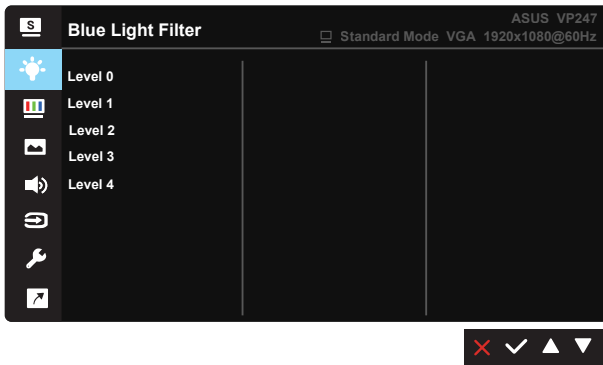 S
Blue Light Filter
ASUS VP247
Standard Mode VGA 1920x1080@60Hz
Level 0
Level 1
Level 2
Level 3
Level 4